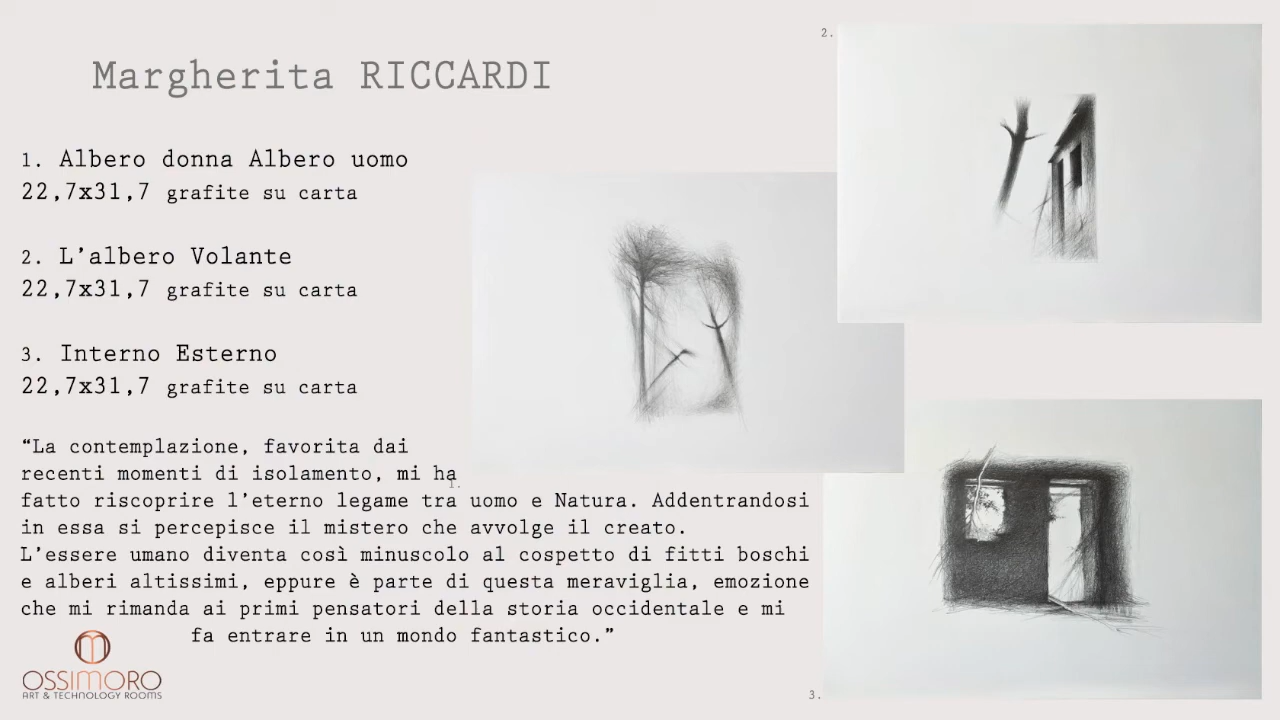 Margherita RICCARDI
1. Albero donna Albero uomo
22,7x31,7 grafite su carta
2. L'albero Volante
22,7x31,7 grafite su carta
3. Interno Esterno
22,7x31,7 grafite su carta
“La contemplazione, favorita dai
recenti momenti di isolamento, mi ha
fatto riscoprire l'eterno legame tra uomo e Natura. Addentrandosi
in essa si percepisce il mistero che avvolge il creato.
L'essere umano diventa così minuscolo al cospetto di fitti boschi
e alberi altissimi, eppure è parte di questa meraviglia, emozione
che mi rimanda ai primi pensatori della storia occidentale e mi
fa entrare in un mondo fantastico.”
OSSIMORO
ART & TECHNOLOGY ROOMS
1.
2.
3.